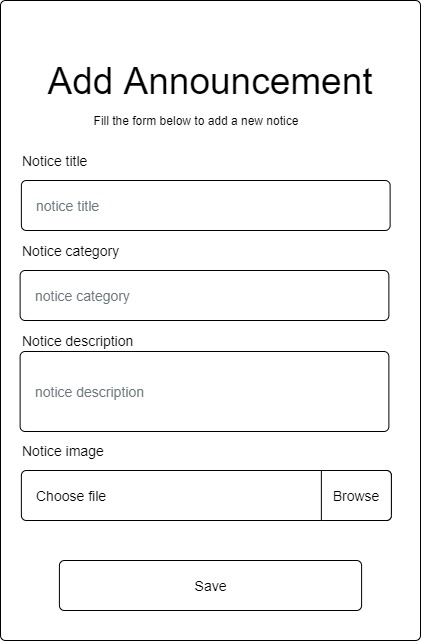 Add Announcement
Fill the form below to add a new notice
Notice title
notice title
Notice category
notice category
Notice description
notice description
Notice image
Choose file Browse
Save